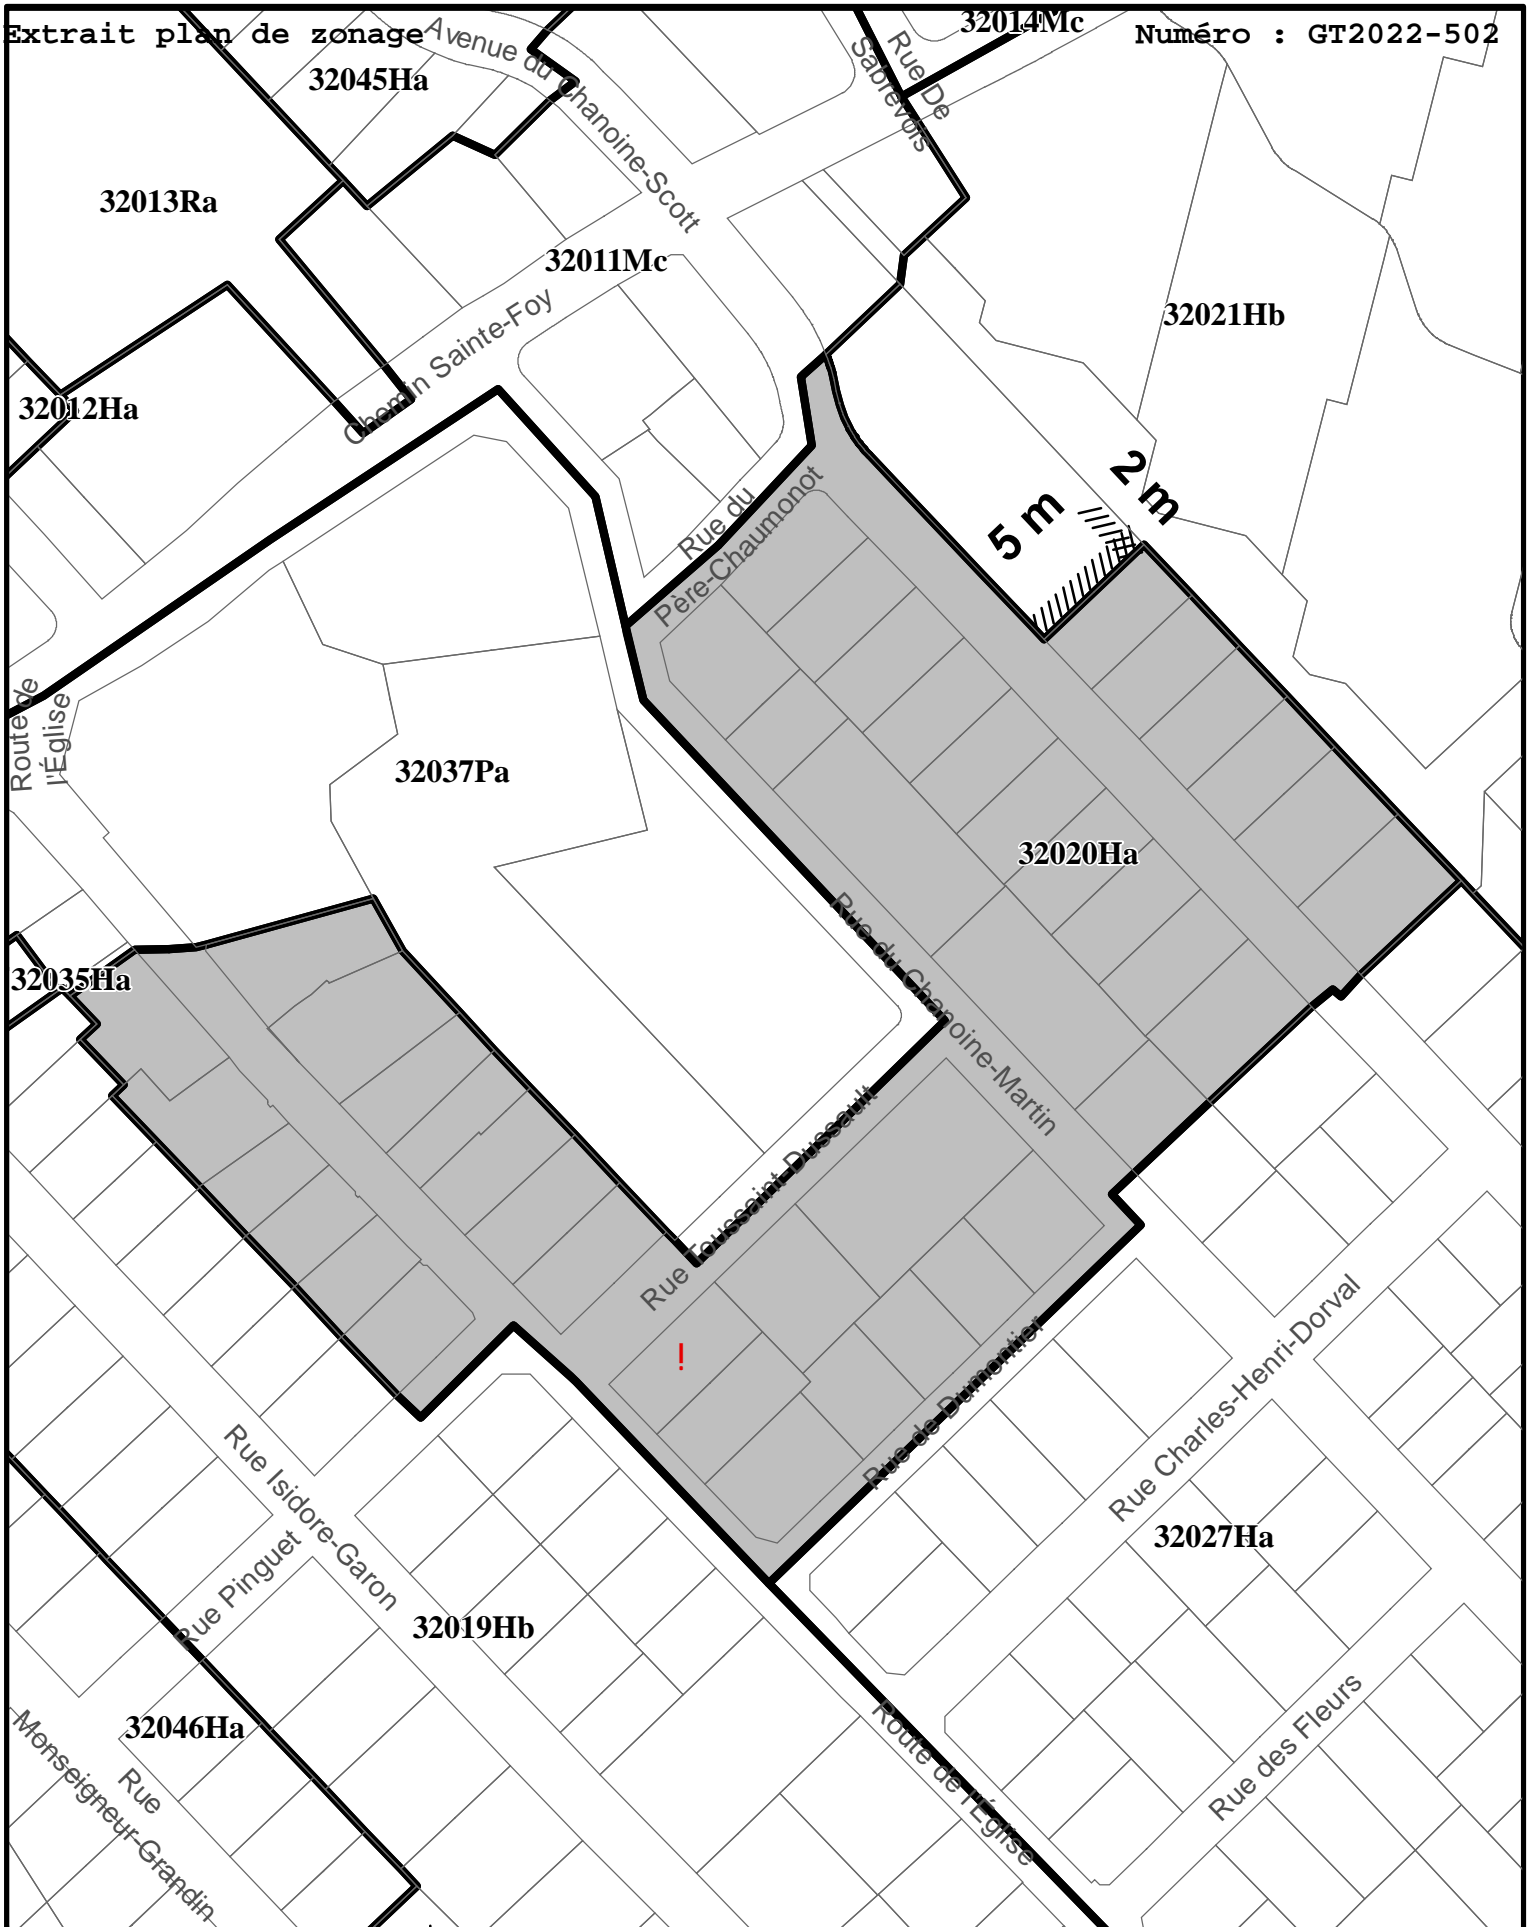 Extrait plan de zonage
Numéro : GT2022-502
32014Mc
Avenue du Chanoine-Scott
Rue De
Sabrevois
32045Ha
32013Ra
32011Mc
32021Hb
Chemin Sainte-Foy
32012Ha
2 m
5 m
Rue du
Père-Chaumonot
Route de
l'Église
32037Pa
32020Ha
Rue du Chanoine-Martin
32035Ha
Rue Toussaint-Dussault
!
Rue de Dumontier
Rue Charles-Henri-Dorval
Rue Isidore-Garon
Rue Pinguet
32027Ha
32019Hb
32046Ha
Route de l'Église
Rue des Fleurs
Rue
Monseigneur-Grandin